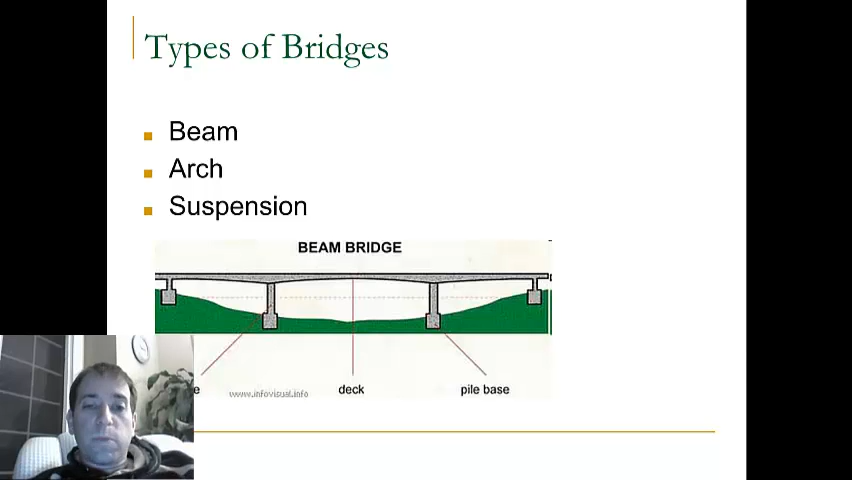 Types of Bridges
Beam
Arch
Suspension
BEAM BRIDGE
deck
pile base
www.infovisual.info